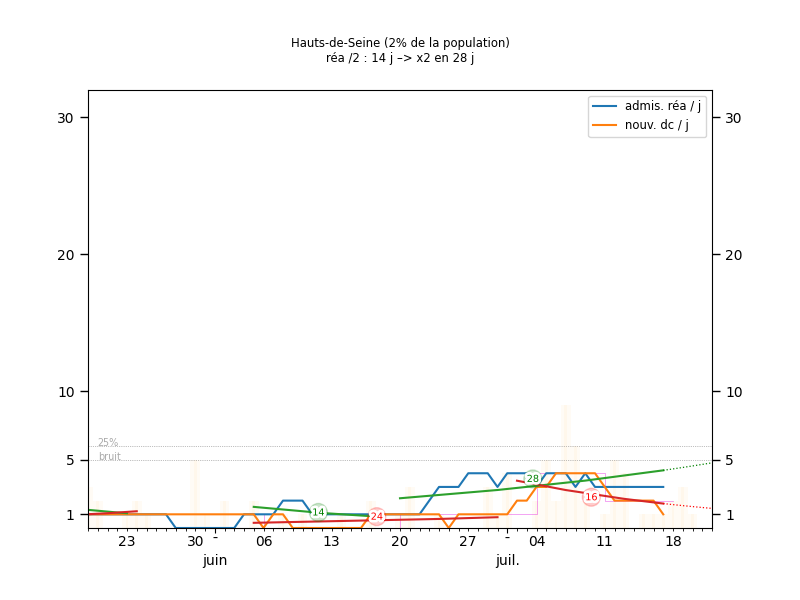 Hauts-de-Seine (2% de la population)
réa /2 : 14 j –> x2 en 28 j
admis. réa / j
nouv. dc / j
30 30
20 20
10 10
25%
bruit
5 5
1 1
28
16
14
24
23 30 - 06 13 20 27 - 04 11 18
juin juil.